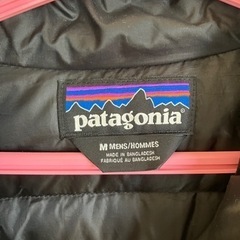 patagonia
M MENS/HOMMES
MADE IN BANGLADESH
FABRIQUÉ AU BANGLADESH